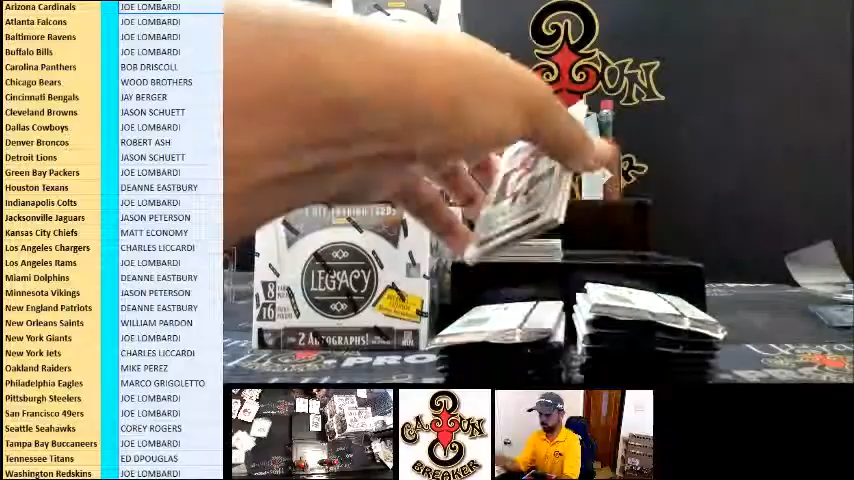 Arizona Cardinals JOE LOMBARDI
Atlanta Falcons JOE LOMBARDI
Baltimore Ravens JOE LOMBARDI
Buffalo Bills JOE LOMBARDI
Carolina Panthers BOB DRISCOLL
Chicago Bears WOOD BROTHERS
Cincinnati Bengals JAY BERGER
Cleveland Browns JASON SCHUETT
Dallas Cowboys JOE LOMBARDI
Denver Broncos ROBERT ASH
Detroit Lions JASON SCHUETT
Green Bay Packers JOE LOMBARDI
Houston Texans DEANNE EASTBURY
Indianapolis Colts JOE LOMBARDI
Jacksonville Jaguars JASON PETERSON
Kansas City Chiefs MATT ECONOMY
Los Angeles Chargers CHARLES LICCARDI
Los Angeles Rams JOE LOMBARDI
Miami Dolphins DEANNE EASTBURY
Minnesota Vikings JASON PETERSON
New England Patriots DEANNE EASTBURY
New Orleans Saints WILLIAM PARDON
New York Giants JOE LOMBARDI
New York Jets CHARLES LICCARDI
Oakland Raiders MIKE PEREZ
Philadelphia Eagles MARCO GRIGOLETTO
Pittsburgh Steelers JOE LOMBARDI
San Francisco 49ers JOE LOMBARDI
Seattle Seahawks COREY ROGERS
Tampa Bay Buccaneers JOE LOMBARDI
Tennessee Titans ED DPOUGLAS
Washington Redskins JOE LOMBARDI
UN
LEGACY
8
16
2 AUTOGRAPHS!
PRO
CAJUN
BREAKER